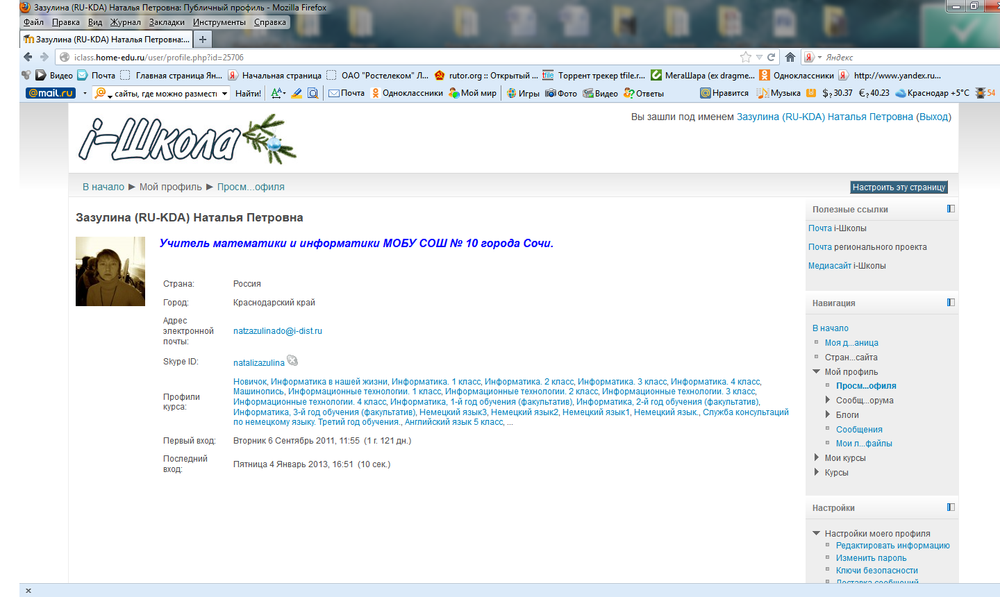 Зазулина (RU-KDA) Наталья Петровна: Публичный профиль - Mozilla Firefox
Файл Правка Вид Журнал Закладки Инструменты Справка
Зазулина (RU-KDA) Наталья Петровна:... +
iclass.home-edu.ru/user/profile.php?id=25706 Яндекс
Видео Почта Главная страница Ян... Начальная страница ОАО "Ростелеком" Л... rutor.org :: Открытый ... Торрент трекер tfile.r... МегаШара (ex dragme... Одноклассники http://www.yandex.ru...
@mail.ru сайты, где можно размест Найти! Почта Одноклассники Мой мир Игры Фото Видео Ответы Нравится Музыка $? 30.37 €? 40.23 Краснодар +5°C 54
i-Школа
Вы зашли под именем Зазулина (RU-KDA) Наталья Петровна (Выход)
В начало ► Мой профиль ► Просм...офиля
Настроить эту страницу
Зазулина (RU-KDA) Наталья Петровна
Учитель математики и информатики МОБУ СОШ № 10 города Сочи.
Страна: Россия
Город: Краснодарский край
Адрес
электронной
почты:
natzazulinado@i-dist.ru
Skype ID: natalizazulina
Профили
курса:
Новичок, Информатика в нашей жизни, Информатика. 1 класс, Информатика. 2 класс, Информатика. 3 класс, Информатика. 4 класс,
Машинопись, Информационные технологии. 1 класс, Информационные технологии. 2 класс, Информационные технологии. 3 класс,
Информационные технологии. 4 класс, Информатика, 1-й год обучения (факультатив), Информатика, 2-й год обучения (факультатив),
Информатика, 3-й год обучения (факультатив), Немецкий язык3, Немецкий язык2, Немецкий язык1, Немецкий язык., Служба консультаций
по немецкому языку. Третий год обучения., Английский язык 5 класс, ...
Первый вход: Вторник 6 Сентябрь 2011, 11:55 (1 г. 121 дн.)
Последний
вход:
Пятница 4 Январь 2013, 16:51 (10 сек.)
Полезные ссылки
Почта i-Школы
Почта регионального проекта
Медиасайт i-Школы
Навигация
В начало
Моя д...аница
Стран...сайта
Мой профиль
Просм...офиля
Сообщ...орума
Блоги
Сообщения
Мои л...файлы
Мои курсы
Курсы
Настройки
Настройки моего профиля
Редактировать информацию
Изменить пароль
Ключи безопасности
Доставка сообщений
x